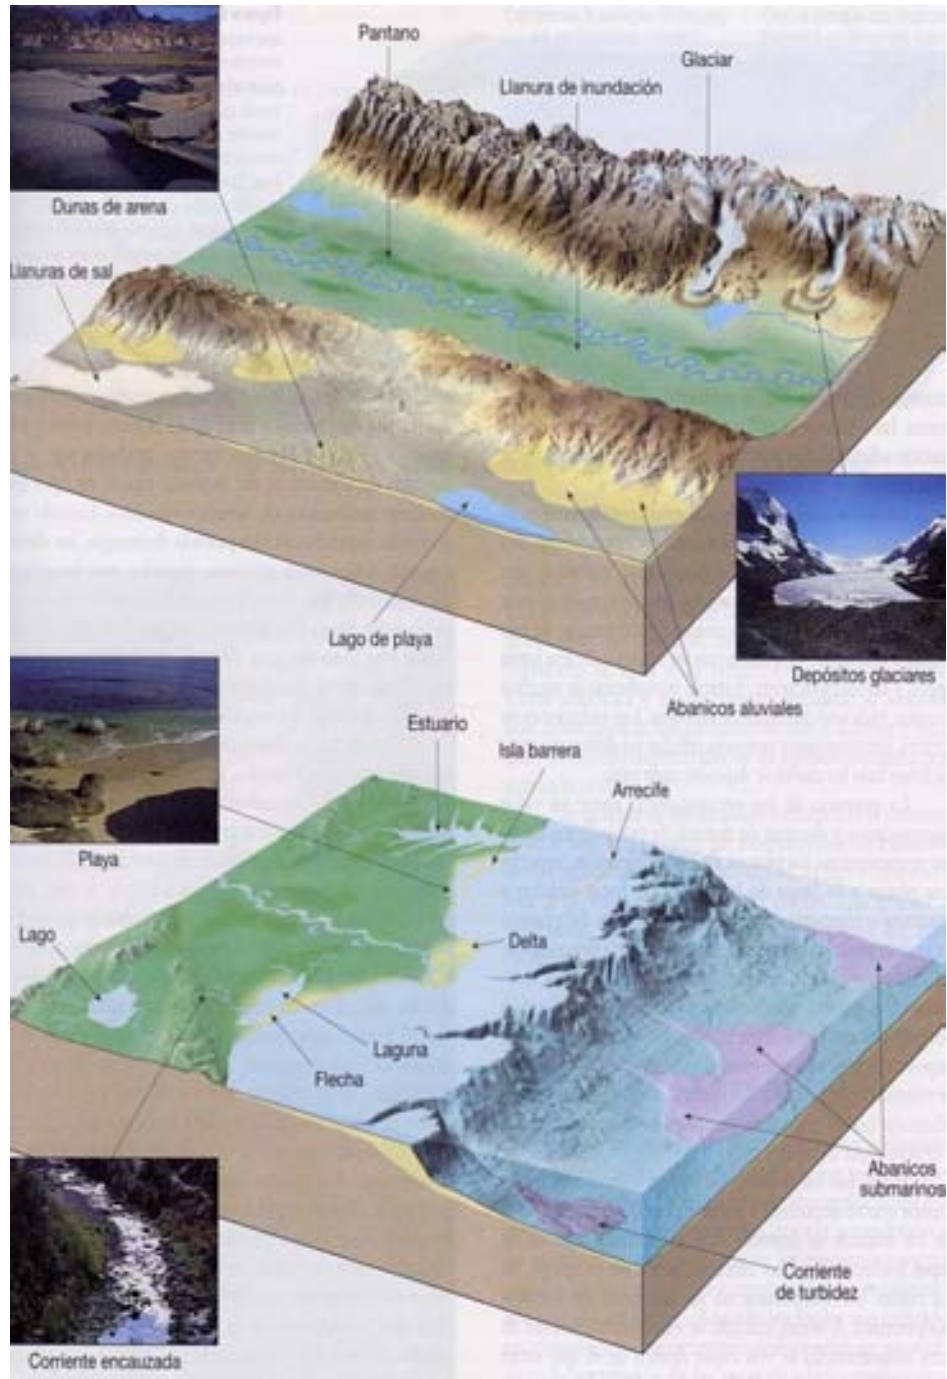 Pantano
Glaciar
Llanura de inundación
Dunas de arena
Llanuras de sal
Lago de playa
Depósitos glaciares
Abanicos aluviales
Estuario
Isla barrera
Arrecife
Playa
Lago
Delta
Laguna
Flecha
Abanicos
submarinos
Corriente
de turbidez
Corriente encauzada